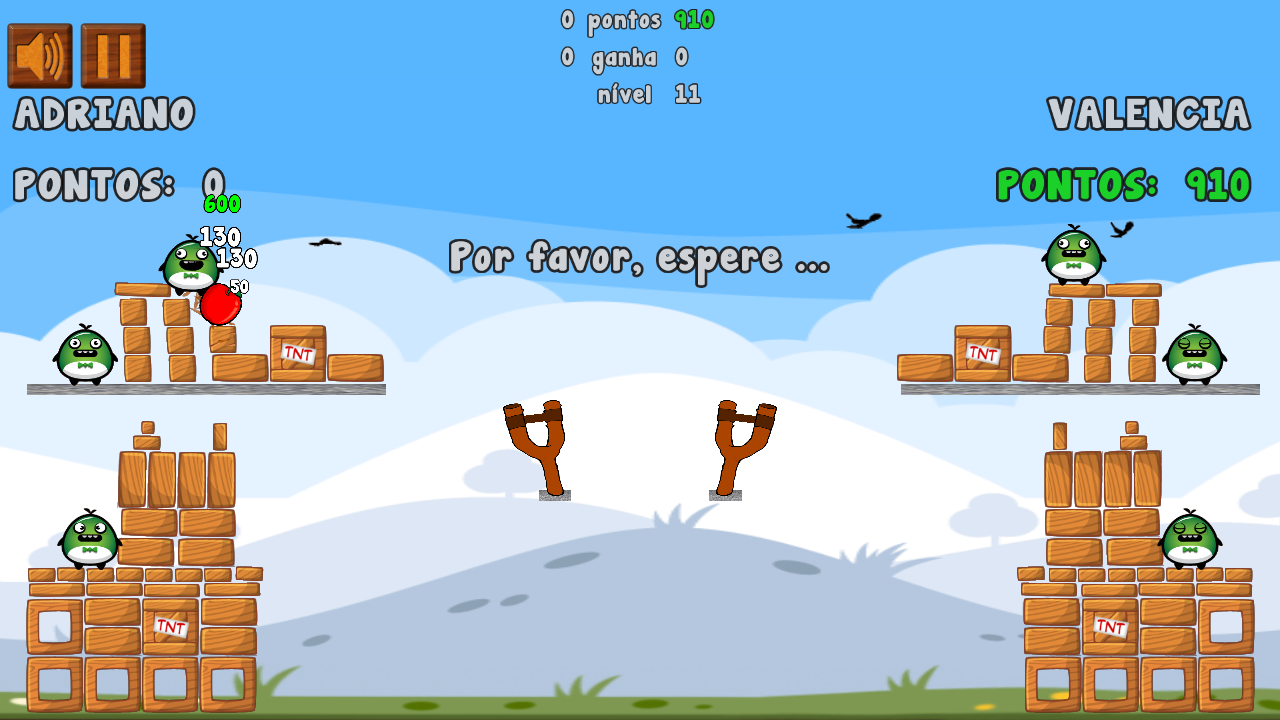 0 pontos 910
0 ganha 0
nível 11
ADRIANO
VALENCIA
PONTOS: 0
PONTOS: 910
600
130
130
50
Por favor, espere ...
TNT
TNT
TNT
TNT